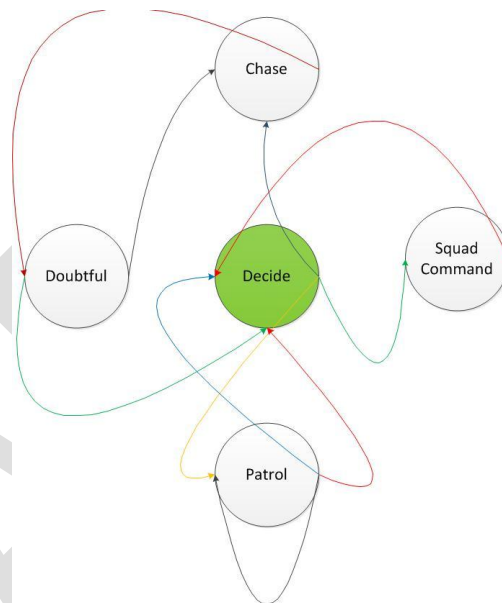 Chase
Doubtful
Decide
Squad
Command
Patrol